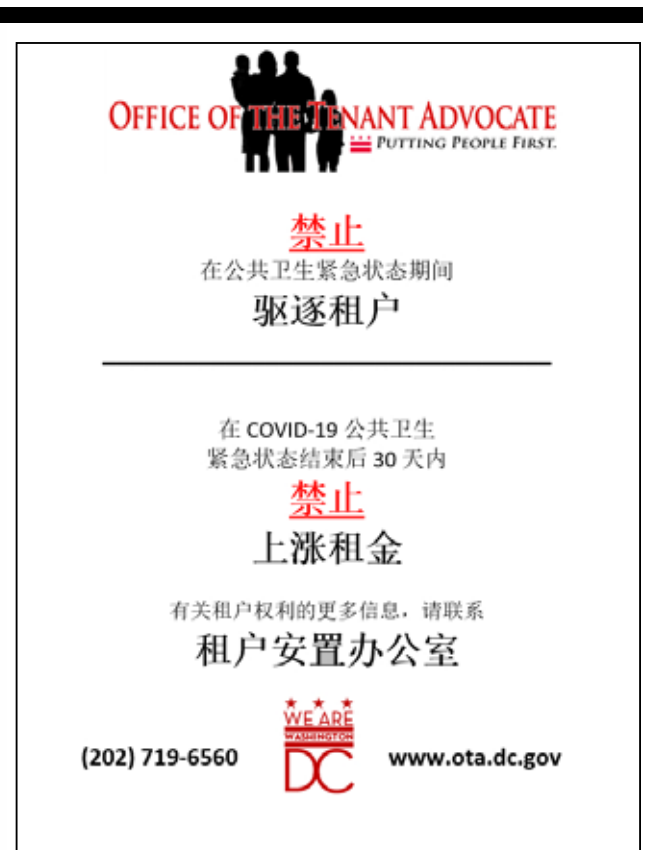 OFFICE OF THE TENANT ADVOCATE
PUTTING PEOPLE FIRST.
禁止
在公共卫生紧急状态期间
驱逐租户
在 COVID-19 公共卫生
紧急状态结束后 30 天内
禁止
上涨租金
有关租户权利的更多信息，请联系
租户安置办公室
WE ARE
WASHINGTON
DC
(202) 719-6560
www.ota.dc.gov